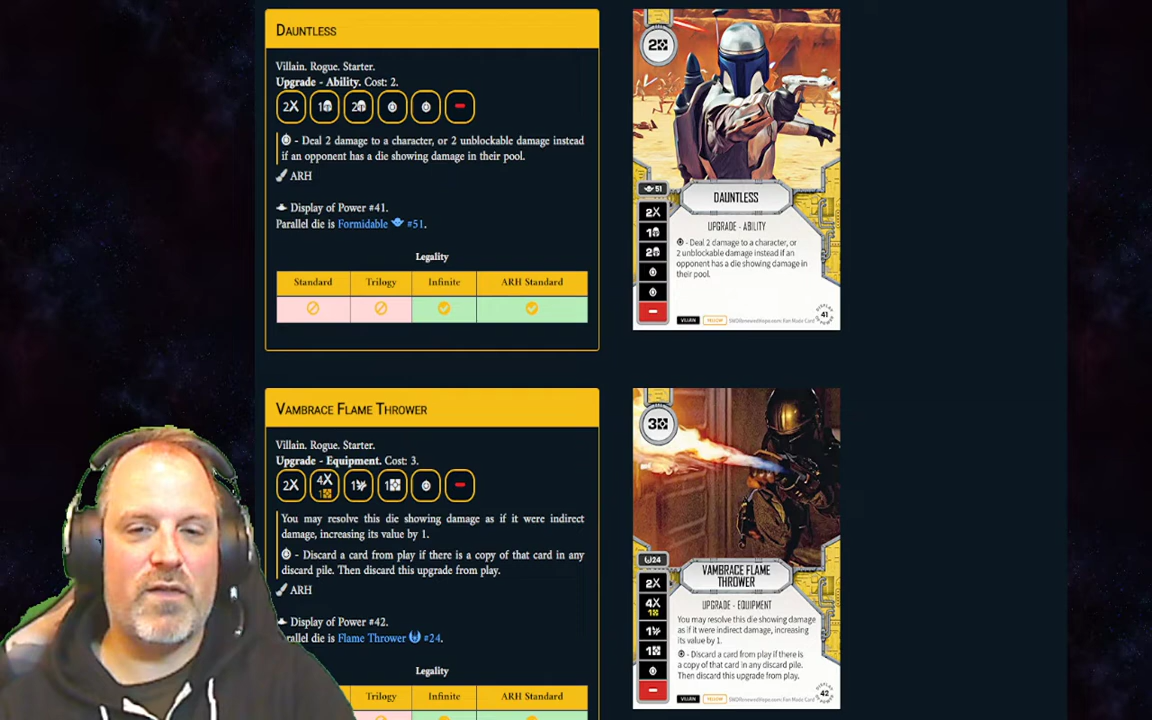 DAUNTLESS
Villain. Rogue. Starter.
Upgrade - Ability. Cost: 2.
2X 1 2
- Deal 2 damage to a character, or 2 unblockable damage instead
if an opponent has a die showing damage in their pool.
ARH
Display of Power #41.
Parallel die is Formidable #51.
Legality
Standard Trilogy Infinite ARH Standard
2
51
DAUNTLESS
2X
UPGRADE - ABILITY
1
- Deal 2 damage to a character, or
2 unblockable damage instead if an
2
opponent has a die showing damage in
their pool.
VILLAIN YELLOW
41
VAMBRACE FLAME THROWER
Villain. Rogue. Starter.
Upgrade - Equipment. Cost: 3.
2X 4X 1 1 1
You may resolve this die showing damage as if it were indirect
damage, increasing its value by 1.
- Discard a card from play if there is a copy of that card in any
discard pile. Then discard this upgrade from play.
ARH
Display of Power #42.
rallel die is Flame Thrower #24.
Legality
Trilogy Infinite ARH Standard
3
24
VAMBRACE FLAME
THROWER
2X
UPGRADE - EQUIPMENT
4X
1
You may resolve this die showing damage
as if it were indirect damage, increasing
its value by 1.
1
- Discard a card from play if there is
1
a copy of that card in any discard pile.
Then discard this upgrade from play.
VILLAIN YELLOW
42